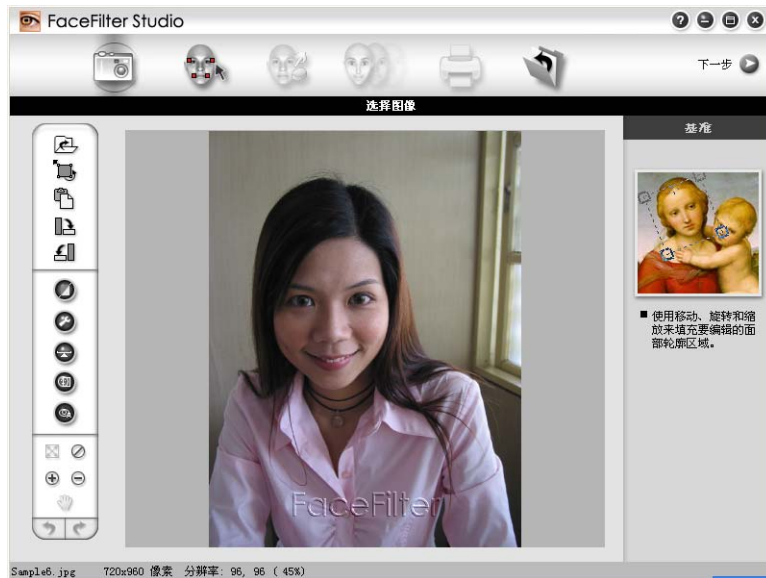 FaceFilter Studio
下一步
选择图像
基准
■ 使用移动、旋转和缩
放来填充要编辑的面
部轮廓区域。
FaceFilter
Sample6.jpg 720x960 像素 分辨率: 96, 96 ( 45%)